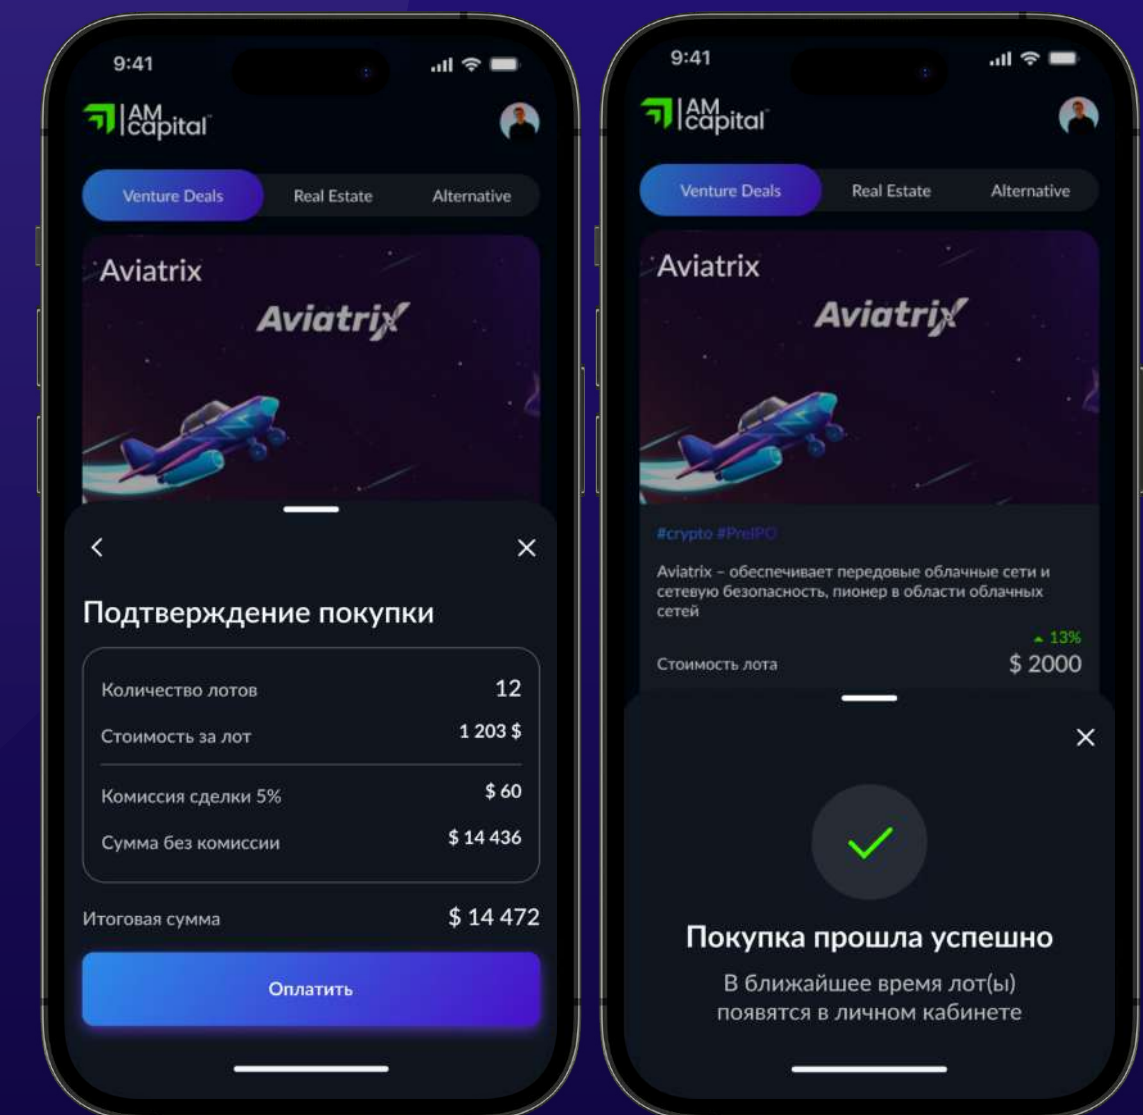 9:41
AM
capital
Venture Deals
Real Estate
Alternative
Aviatrix
Aviatrix
Подтверждение покупки
Количество лотов 12
Стоимость за лот 1 203 $
Комиссия сделки 5% $ 60
Сумма без комиссии $ 14 436
Итоговая сумма $ 14 472
Оплатить
9:41
AM
capital
Venture Deals
Real Estate
Alternative
Aviatrix
Aviatrix
#crypto #PreIPO
Aviatrix – обеспечивает передовые облачные сети и
сетевую безопасность, пионер в области облачных
сетей
13%
Стоимость лота $ 2000
Покупка прошла успешно
В ближайшее время лот(ы)
появятся в личном кабинете